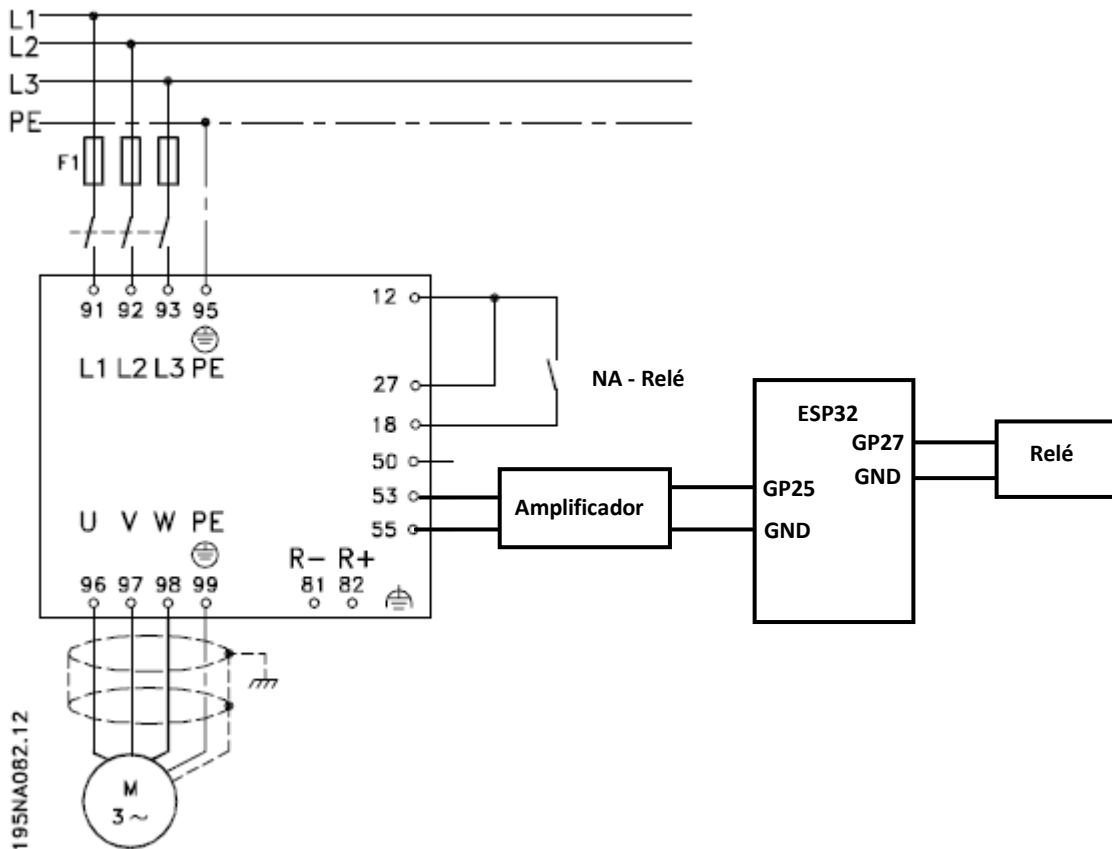 L1
L2
L3
PE
F1
91 92 93 95
L1 L2 L3 PE
12
27
18
50
53
55
NA - Relé
ESP32
GP27
GND
GP25
GND
Relé
Amplificador
U V W PE
96 97 98 99
R- R+
81 82
M
3 ~
195NA082.12